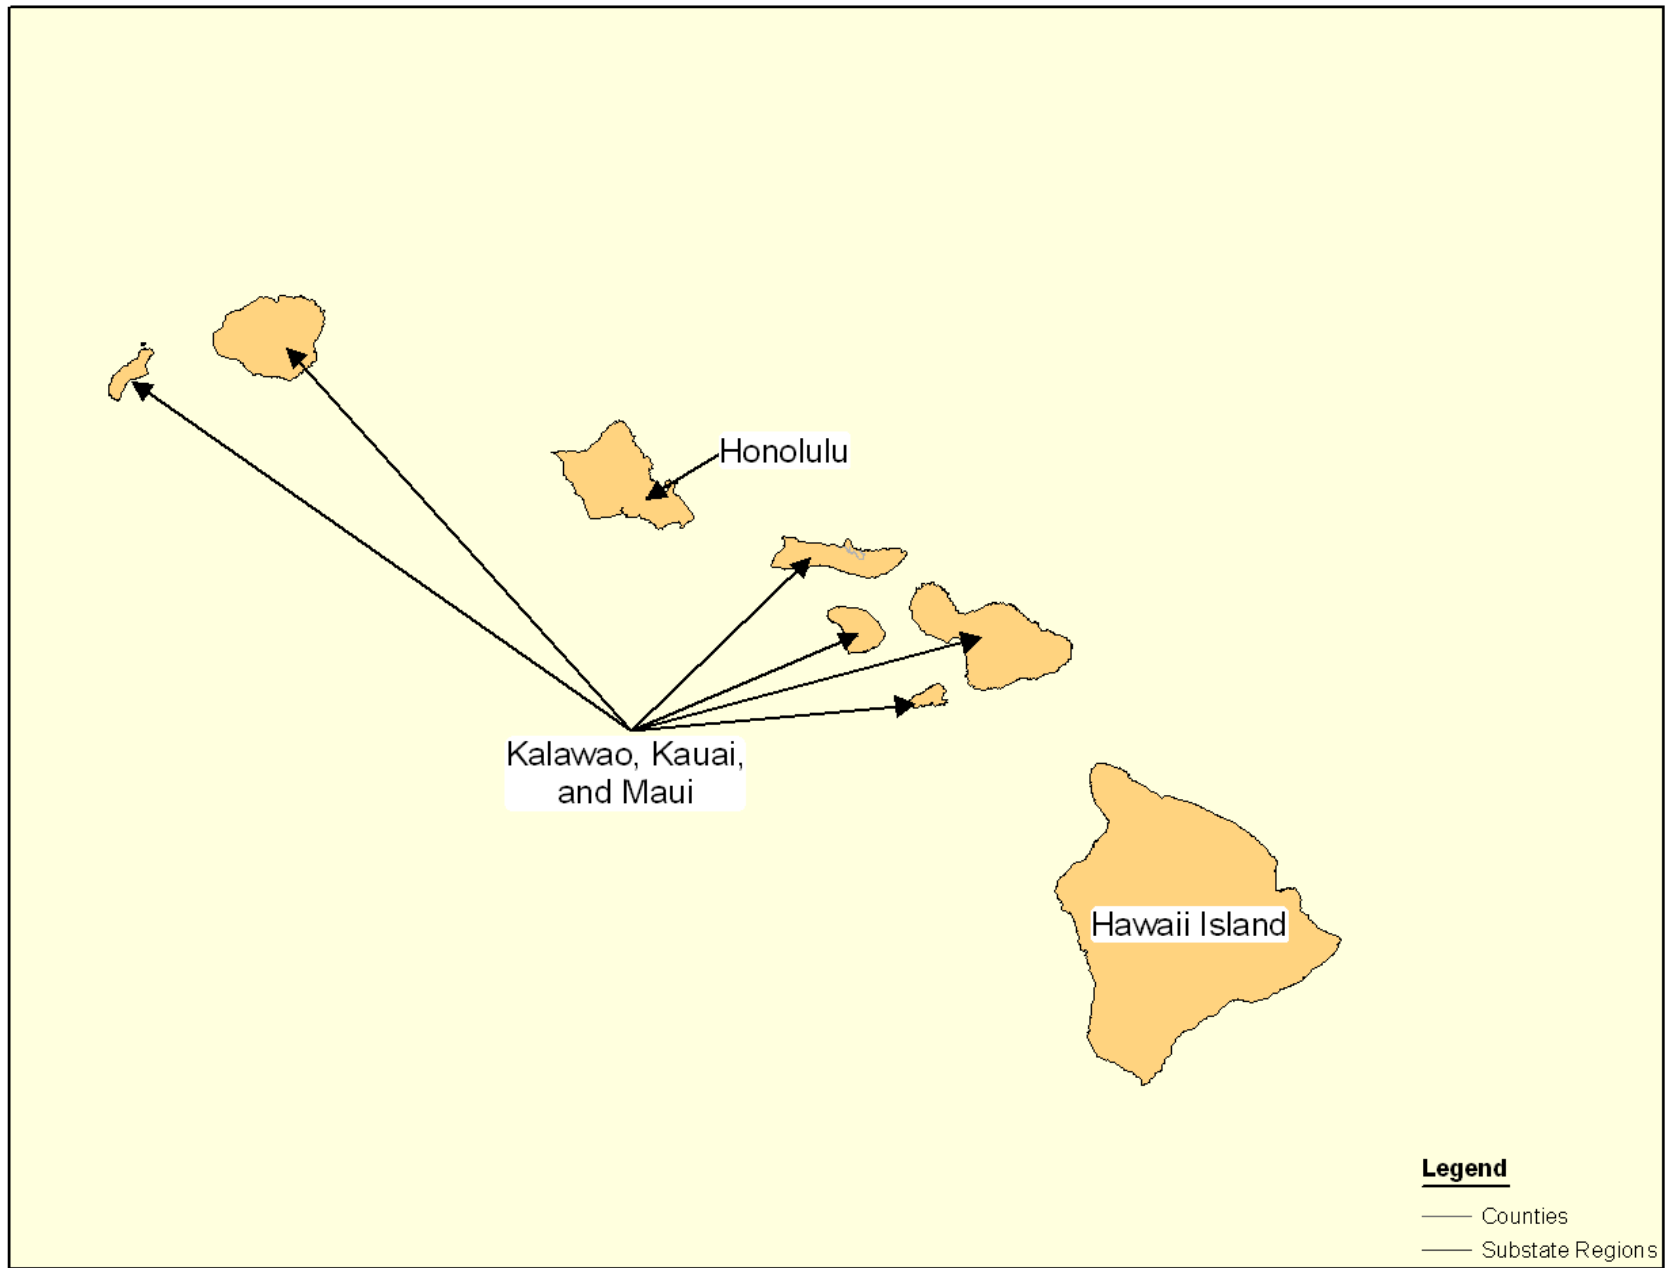 Honolulu
Kalawao, Kauai,
and Maui
Hawaii Island
Legend
Counties
Substate Regions